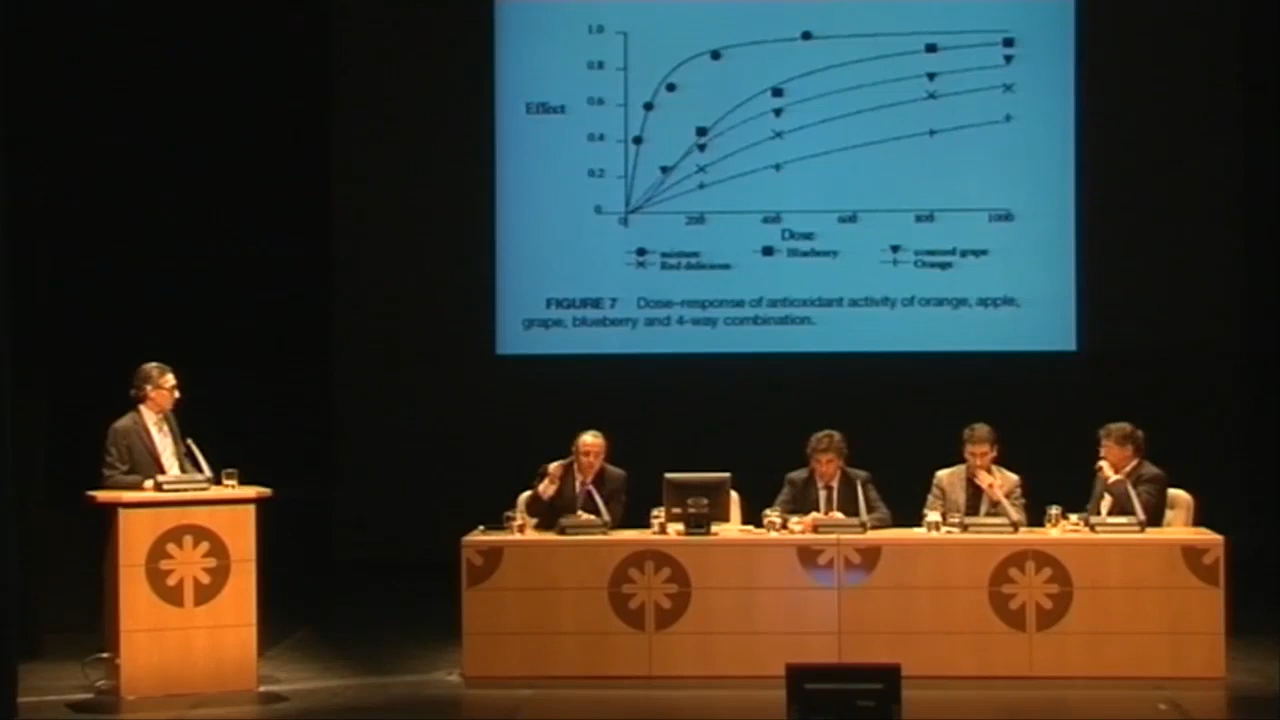 1.0
0.8
0.6
Effect
0.4
0.2
0
0 200 400 600 800 1000
Dose
mixture Blueberry grape
Red delicious Orange
FIGURE 7 Dose-response of antioxidant activity of orange, apple,
grape, blueberry and 4-way combination.